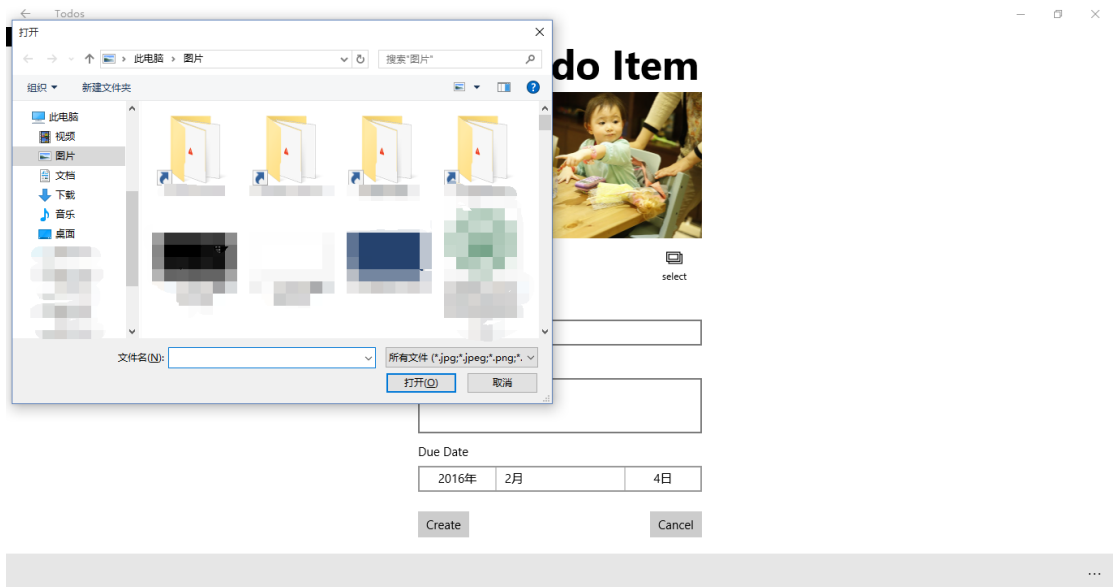 Todos
打开
此电脑 › 图片
搜索"图片"
组织
新建文件夹
此电脑
视频
图片
文档
下载
音乐
桌面
文件名(N):
所有文件 (*.jpg;*.jpeg;*.png;*.
打开(O)
取消
do Item
select
Due Date
2016年 2月 4日
Create
Cancel
...